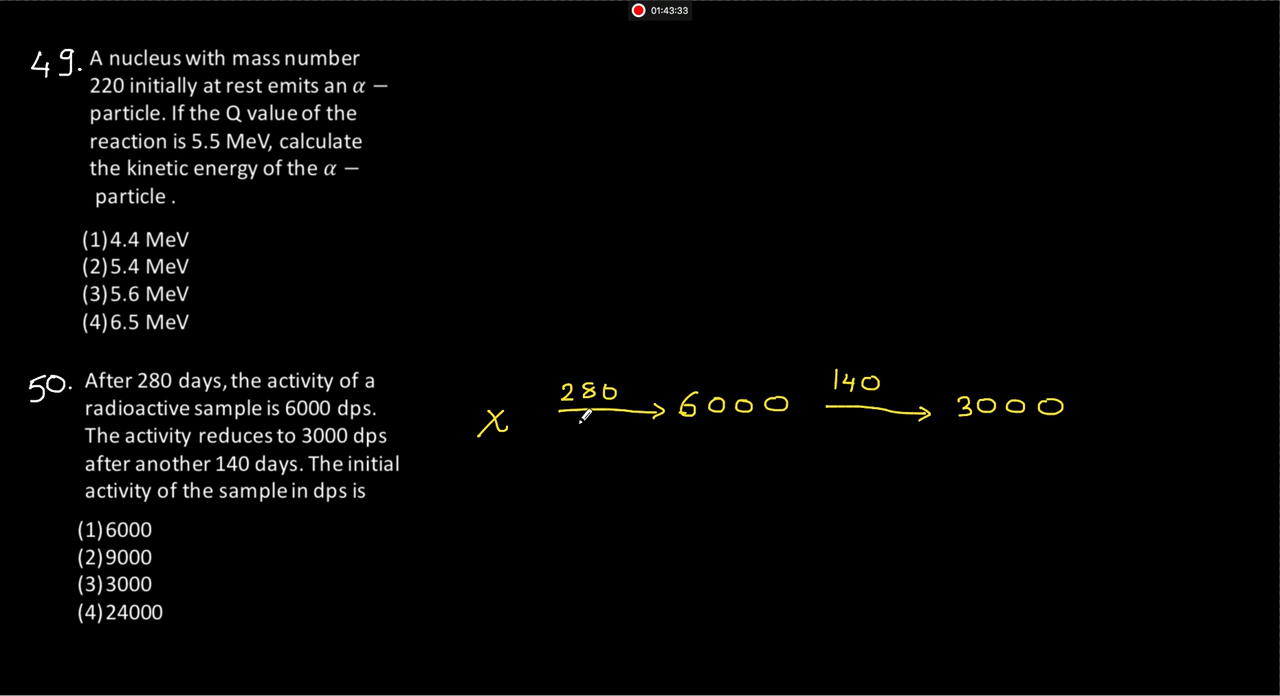 01:43:33
49. A nucleus with mass number
220 initially at rest emits an α −
particle. If the Q value of the
reaction is 5.5 MeV, calculate
the kinetic energy of the α −
particle .
(1)4.4 MeV
(2)5.4 MeV
(3)5.6 MeV
(4)6.5 MeV
50. After 280 days, the activity of a
radioactive sample is 6000 dps.
The activity reduces to 3000 dps
after another 140 days. The initial
activity of the sample in dps is
(1)6000
(2)9000
(3)3000
(4)24000
280 140
x → 6000 → 3000